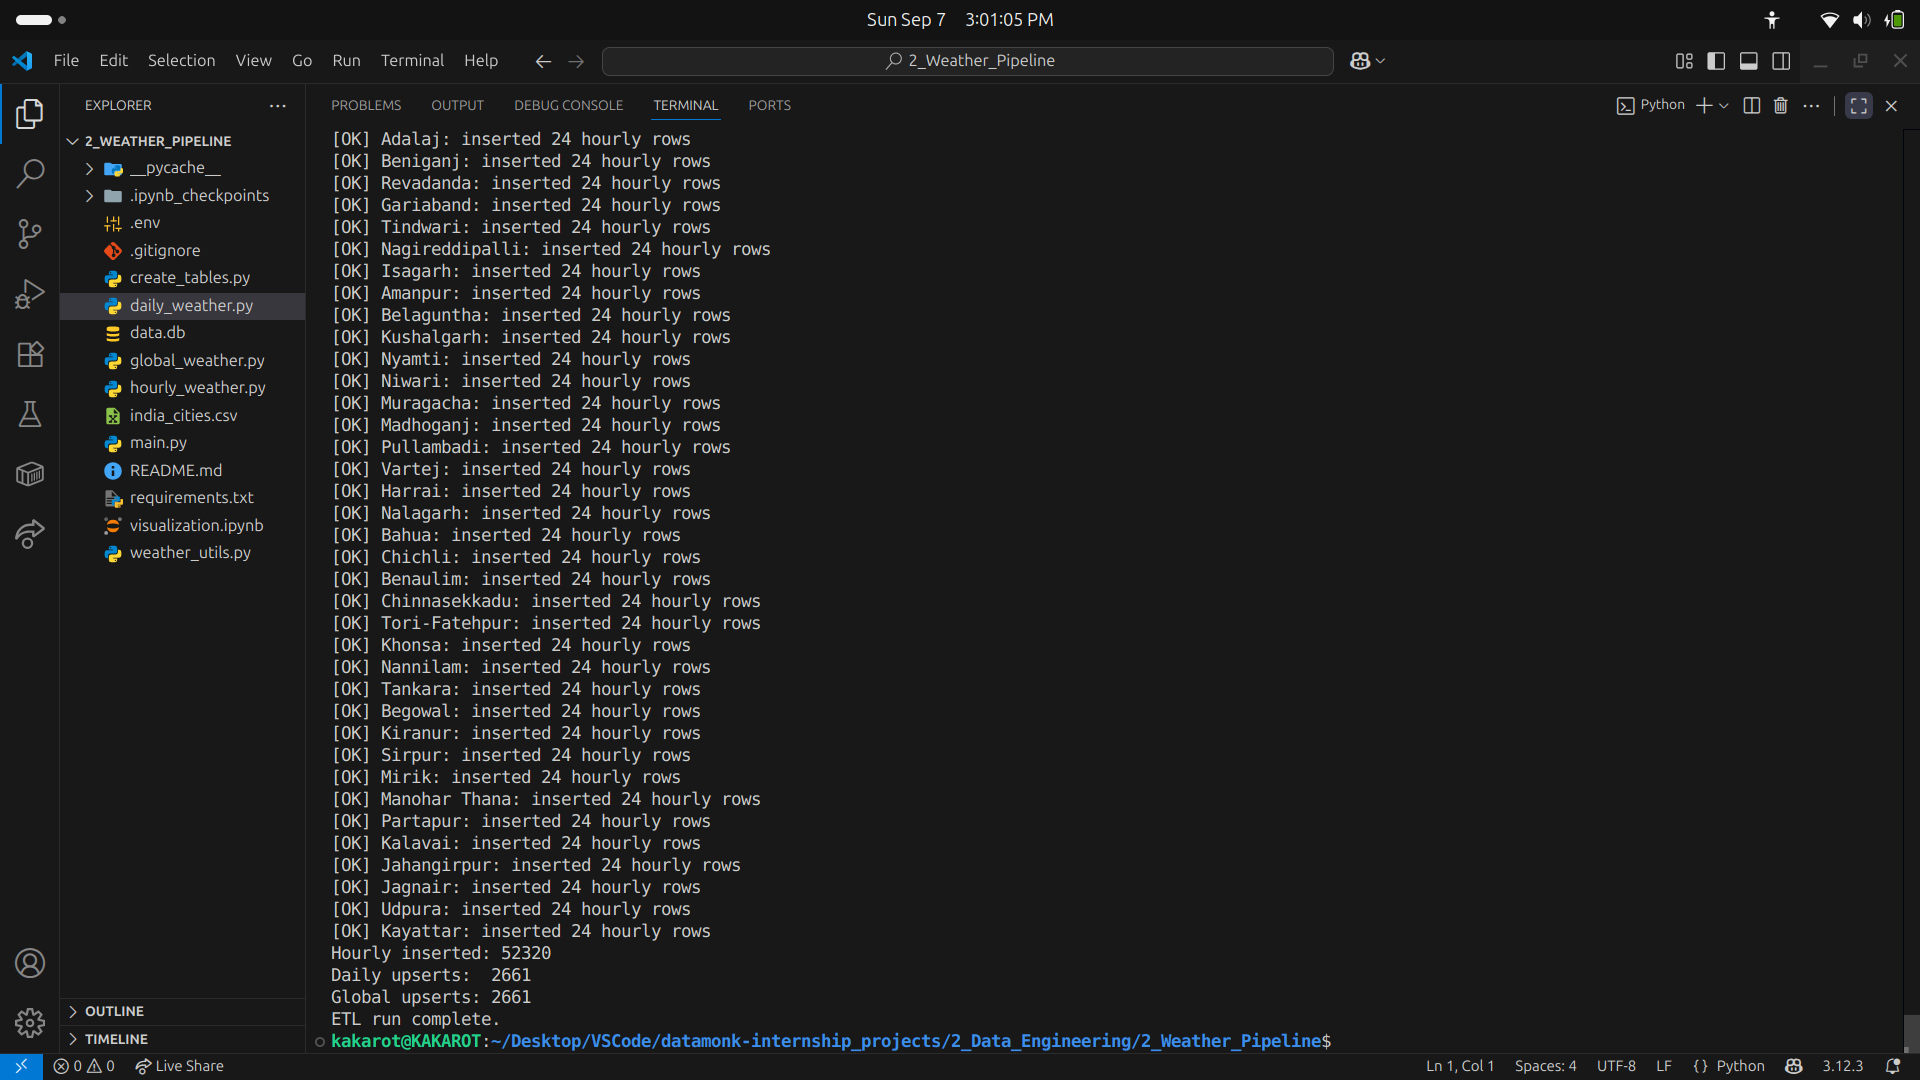 Sun Sep 7 3:01:05 PM
File Edit Selection View Go Run Terminal Help
2_Weather_Pipeline
EXPLORER
2_WEATHER_PIPELINE
__pycache__
.ipynb_checkpoints
.env
.gitignore
create_tables.py
daily_weather.py
data.db
global_weather.py
hourly_weather.py
india_cities.csv
main.py
README.md
requirements.txt
visualization.ipynb
weather_utils.py
OUTLINE
TIMELINE
PROBLEMS OUTPUT DEBUG CONSOLE TERMINAL PORTS
Python
[OK] Adalaj: inserted 24 hourly rows
[OK] Beniganj: inserted 24 hourly rows
[OK] Revadanda: inserted 24 hourly rows
[OK] Gariaband: inserted 24 hourly rows
[OK] Tindwari: inserted 24 hourly rows
[OK] Nagireddipalli: inserted 24 hourly rows
[OK] Isagarh: inserted 24 hourly rows
[OK] Amanpur: inserted 24 hourly rows
[OK] Belaguntha: inserted 24 hourly rows
[OK] Kushalgarh: inserted 24 hourly rows
[OK] Nyamti: inserted 24 hourly rows
[OK] Niwari: inserted 24 hourly rows
[OK] Muragacha: inserted 24 hourly rows
[OK] Madhoganj: inserted 24 hourly rows
[OK] Pullambadi: inserted 24 hourly rows
[OK] Vartej: inserted 24 hourly rows
[OK] Harrai: inserted 24 hourly rows
[OK] Nalagarh: inserted 24 hourly rows
[OK] Bahua: inserted 24 hourly rows
[OK] Chichli: inserted 24 hourly rows
[OK] Benaulim: inserted 24 hourly rows
[OK] Chinnasekkadu: inserted 24 hourly rows
[OK] Tori-Fatehpur: inserted 24 hourly rows
[OK] Khonsa: inserted 24 hourly rows
[OK] Nannilam: inserted 24 hourly rows
[OK] Tankara: inserted 24 hourly rows
[OK] Begowal: inserted 24 hourly rows
[OK] Kiranur: inserted 24 hourly rows
[OK] Sirpur: inserted 24 hourly rows
[OK] Mirik: inserted 24 hourly rows
[OK] Manohar Thana: inserted 24 hourly rows
[OK] Partapur: inserted 24 hourly rows
[OK] Kalavai: inserted 24 hourly rows
[OK] Jahangirpur: inserted 24 hourly rows
[OK] Jagnair: inserted 24 hourly rows
[OK] Udpura: inserted 24 hourly rows
[OK] Kayattar: inserted 24 hourly rows
Hourly inserted: 52320
Daily upserts:  2661
Global upserts: 2661
ETL run complete.
kakarot@KAKAROT:~/Desktop/VSCode/datamonk-internship_projects/2_Data_Engineering/2_Weather_Pipeline$
0 0 Live Share
Ln 1, Col 1 Spaces: 4 UTF-8 LF {} Python 3.12.3